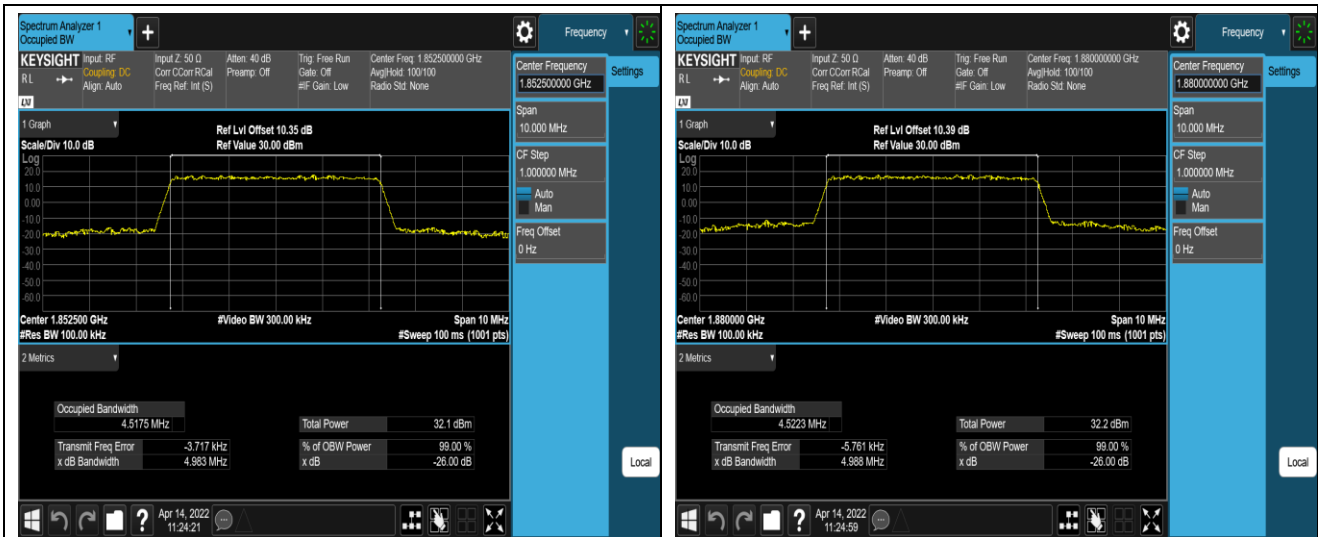 Spectrum Analyzer 1
Occupied BW
+
Frequency
KEYSIGHT
RL
LXI
Input: RF
Coupling: DC
Align: Auto
Input Z: 50 Ω
Corr CCorr RCal
Freq Ref: Int (S)
Atten: 40 dB
Preamp: Off
Trig: Free Run
Gate: Off
#IF Gain: Low
Center Freq: 1.852500000 GHz
Avg|Hold: 100/100
Radio Std: None
Center Frequency
1.852500000 GHz
Settings
Span
10.000 MHz
CF Step
1.000000 MHz
Auto
Man
Freq Offset
0 Hz
Local
1 Graph
Ref Lvl Offset 10.35 dB
Scale/Div 10.0 dB
Ref Value 30.00 dBm
Log
20.0
10.0
0.00
-10.0
-20.0
-30.0
-40.0
-50.0
-60.0
Center 1.852500 GHz
#Video BW 300.00 kHz
Span 10 MHz
#Res BW 100.00 kHz
#Sweep 100 ms (1001 pts)
2 Metrics
Occupied Bandwidth
4.5175 MHz
Total Power 32.1 dBm
Transmit Freq Error -3.717 kHz
% of OBW Power 99.00 %
x dB Bandwidth 4.983 MHz
x dB -26.00 dB
?
Apr 14, 2022
11:24:21
Spectrum Analyzer 1
Occupied BW
+
Frequency
KEYSIGHT
RL
LXI
Input: RF
Coupling: DC
Align: Auto
Input Z: 50 Ω
Corr CCorr RCal
Freq Ref: Int (S)
Atten: 40 dB
Preamp: Off
Trig: Free Run
Gate: Off
#IF Gain: Low
Center Freq: 1.880000000 GHz
Avg|Hold: 100/100
Radio Std: None
Center Frequency
1.880000000 GHz
Settings
Span
10.000 MHz
CF Step
1.000000 MHz
Auto
Man
Freq Offset
0 Hz
Local
1 Graph
Ref Lvl Offset 10.39 dB
Scale/Div 10.0 dB
Ref Value 30.00 dBm
Log
20.0
10.0
0.00
-10.0
-20.0
-30.0
-40.0
-50.0
-60.0
Center 1.880000 GHz
#Video BW 300.00 kHz
Span 10 MHz
#Res BW 100.00 kHz
#Sweep 100 ms (1001 pts)
2 Metrics
Occupied Bandwidth
4.5223 MHz
Total Power 32.2 dBm
Transmit Freq Error -5.761 kHz
% of OBW Power 99.00 %
x dB Bandwidth 4.988 MHz
x dB -26.00 dB
?
Apr 14, 2022
11:24:59